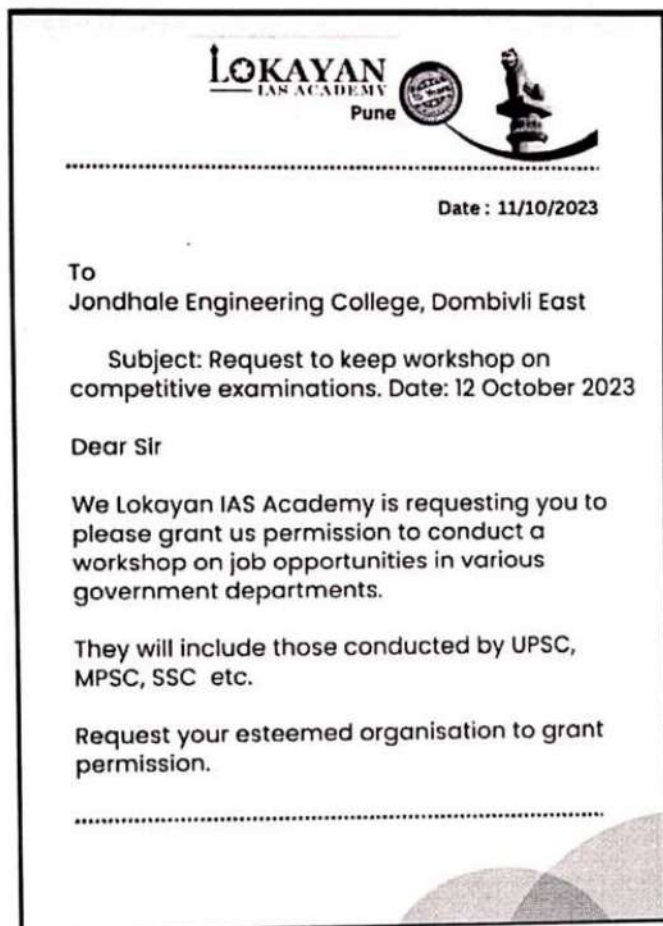 LOKAYAN
IAS ACADEMY
Pune
Years
Date : 11/10/2023
To
Jondhale Engineering College, Dombivli East
Subject: Request to keep workshop on
competitive examinations. Date: 12 October 2023
Dear Sir
We Lokayan IAS Academy is requesting you to
please grant us permission to conduct a
workshop on job opportunities in various
government departments.
They will include those conducted by UPSC,
MPSC, SSC etc.
Request your esteemed organisation to grant
permission.